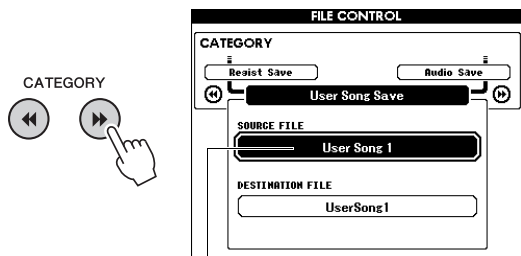 FILE CONTROL
CATEGORY
Regist Save
Audio Save
User Song Save
CATEGORY
SOURCE FILE
User Song 1
DESTINATION FILE
UserSong1